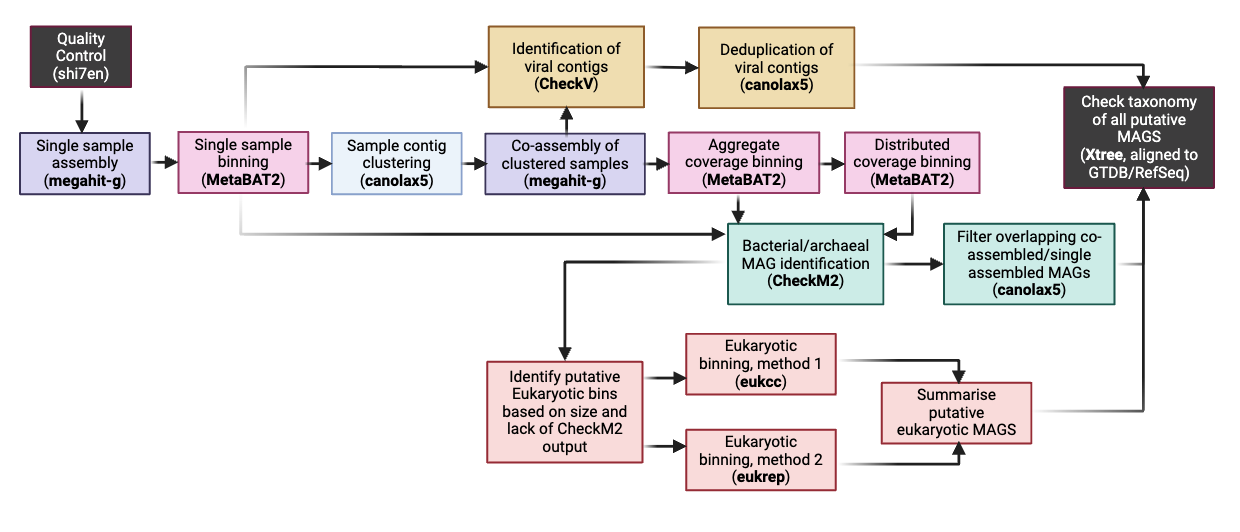 Quality
Control
(shi7en)
Identification of
viral contigs
(CheckV)
Deduplication of
viral contigs
(canolax5)
Check taxonomy
of all putative
MAGS
(Xtree, aligned to
GTDB/RefSeq)
Single sample
assembly
(megahit-g)
Single sample
binning
(MetaBAT2)
Sample contig
clustering
(canolax5)
Co-assembly of
clustered samples
(megahit-g)
Aggregate
coverage binning
(MetaBAT2)
Distributed
coverage binning
(MetaBAT2)
Bacterial/archaeal
MAG identification
(CheckM2)
Filter overlapping co-
assembled/single
assembled MAGs
(canolax5)
Identify putative
Eukaryotic bins
based on size and
lack of CheckM2
output
Eukaryotic
binning, method 1
(eukcc)
Eukaryotic
binning, method 2
(eukrep)
Summarise
putative
eukaryotic MAGS